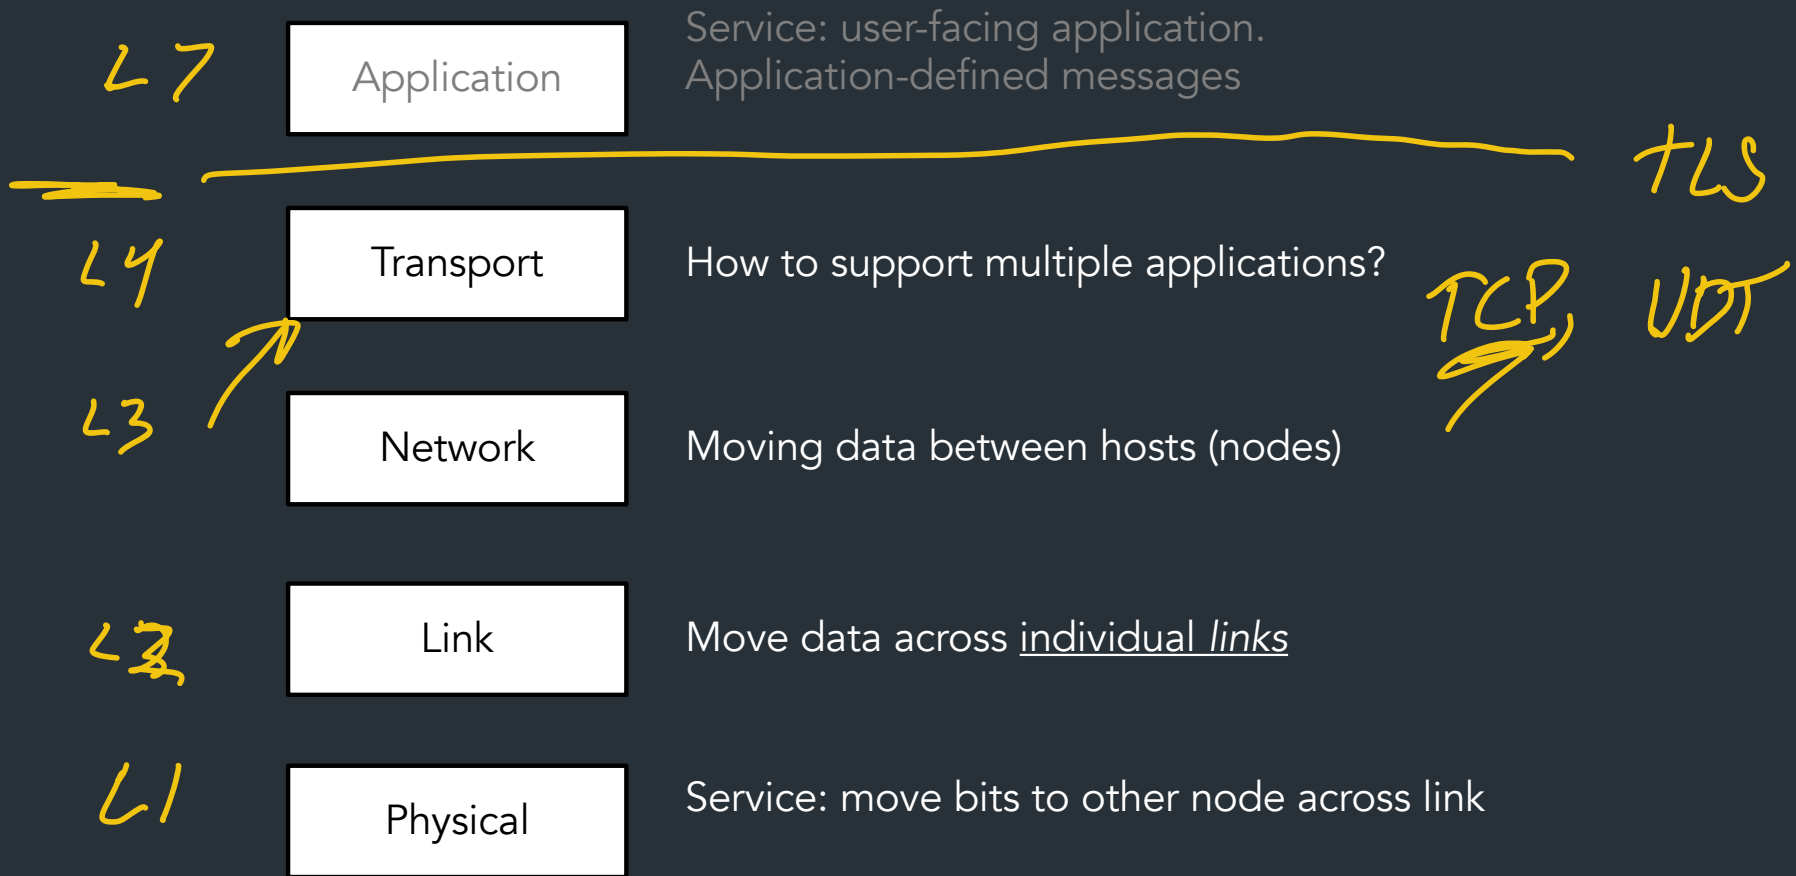 Service: user-facing application.
L7 Application Application-defined messages
TLS
L4 Transport How to support multiple applications? TCP, UDT
L3 Network Moving data between hosts (nodes)
L2 Link Move data across individual links
L1 Physical Service: move bits to other node across link